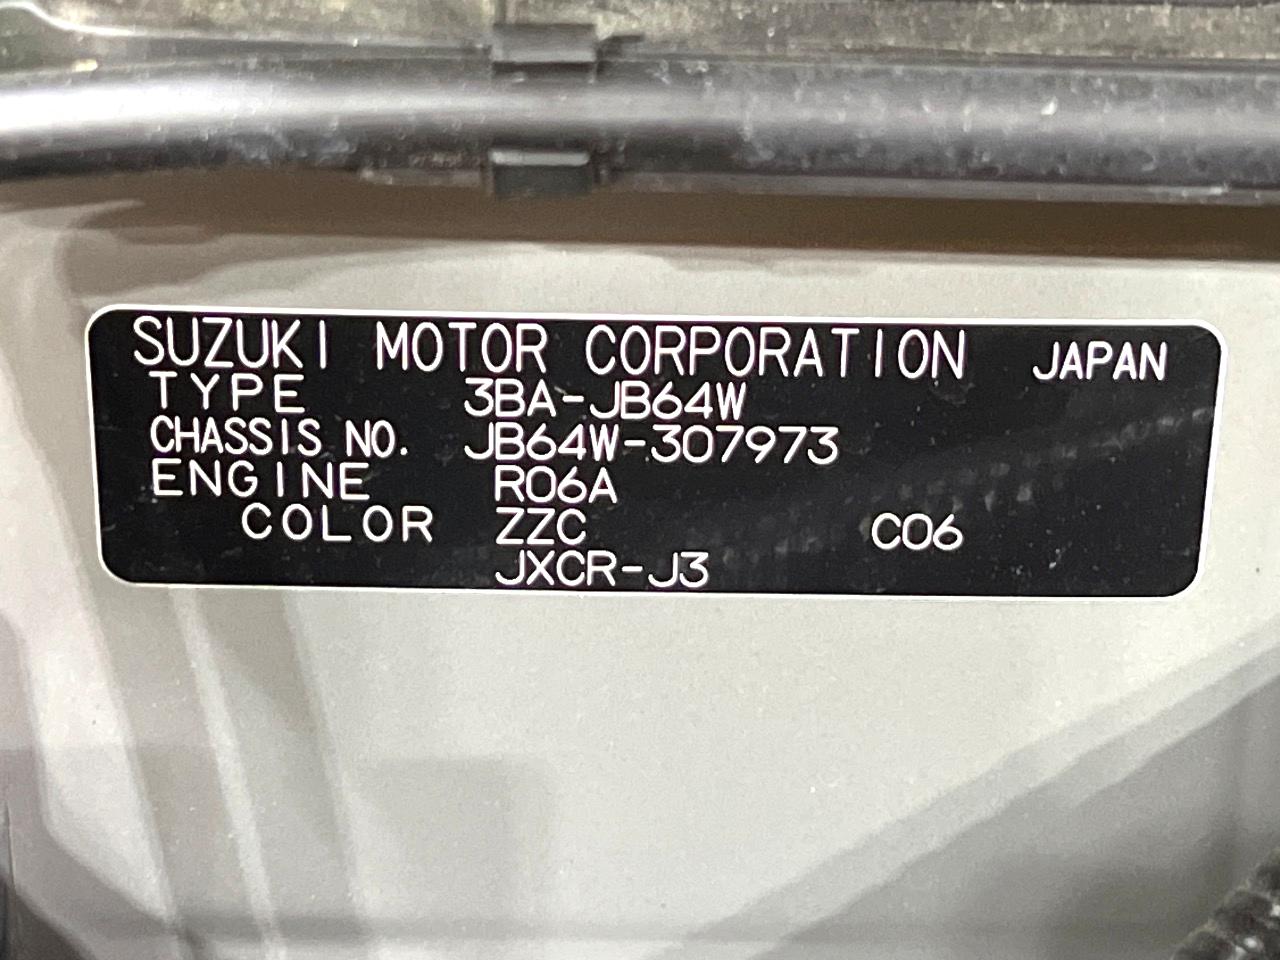 SUZUKI MOTOR CORPORATION JAPAN
TYPE 3BA-JB64W
CHASSIS NO. JB64W-307973
ENGINE R06A
COLOR ZZC C06
JXCR-J3